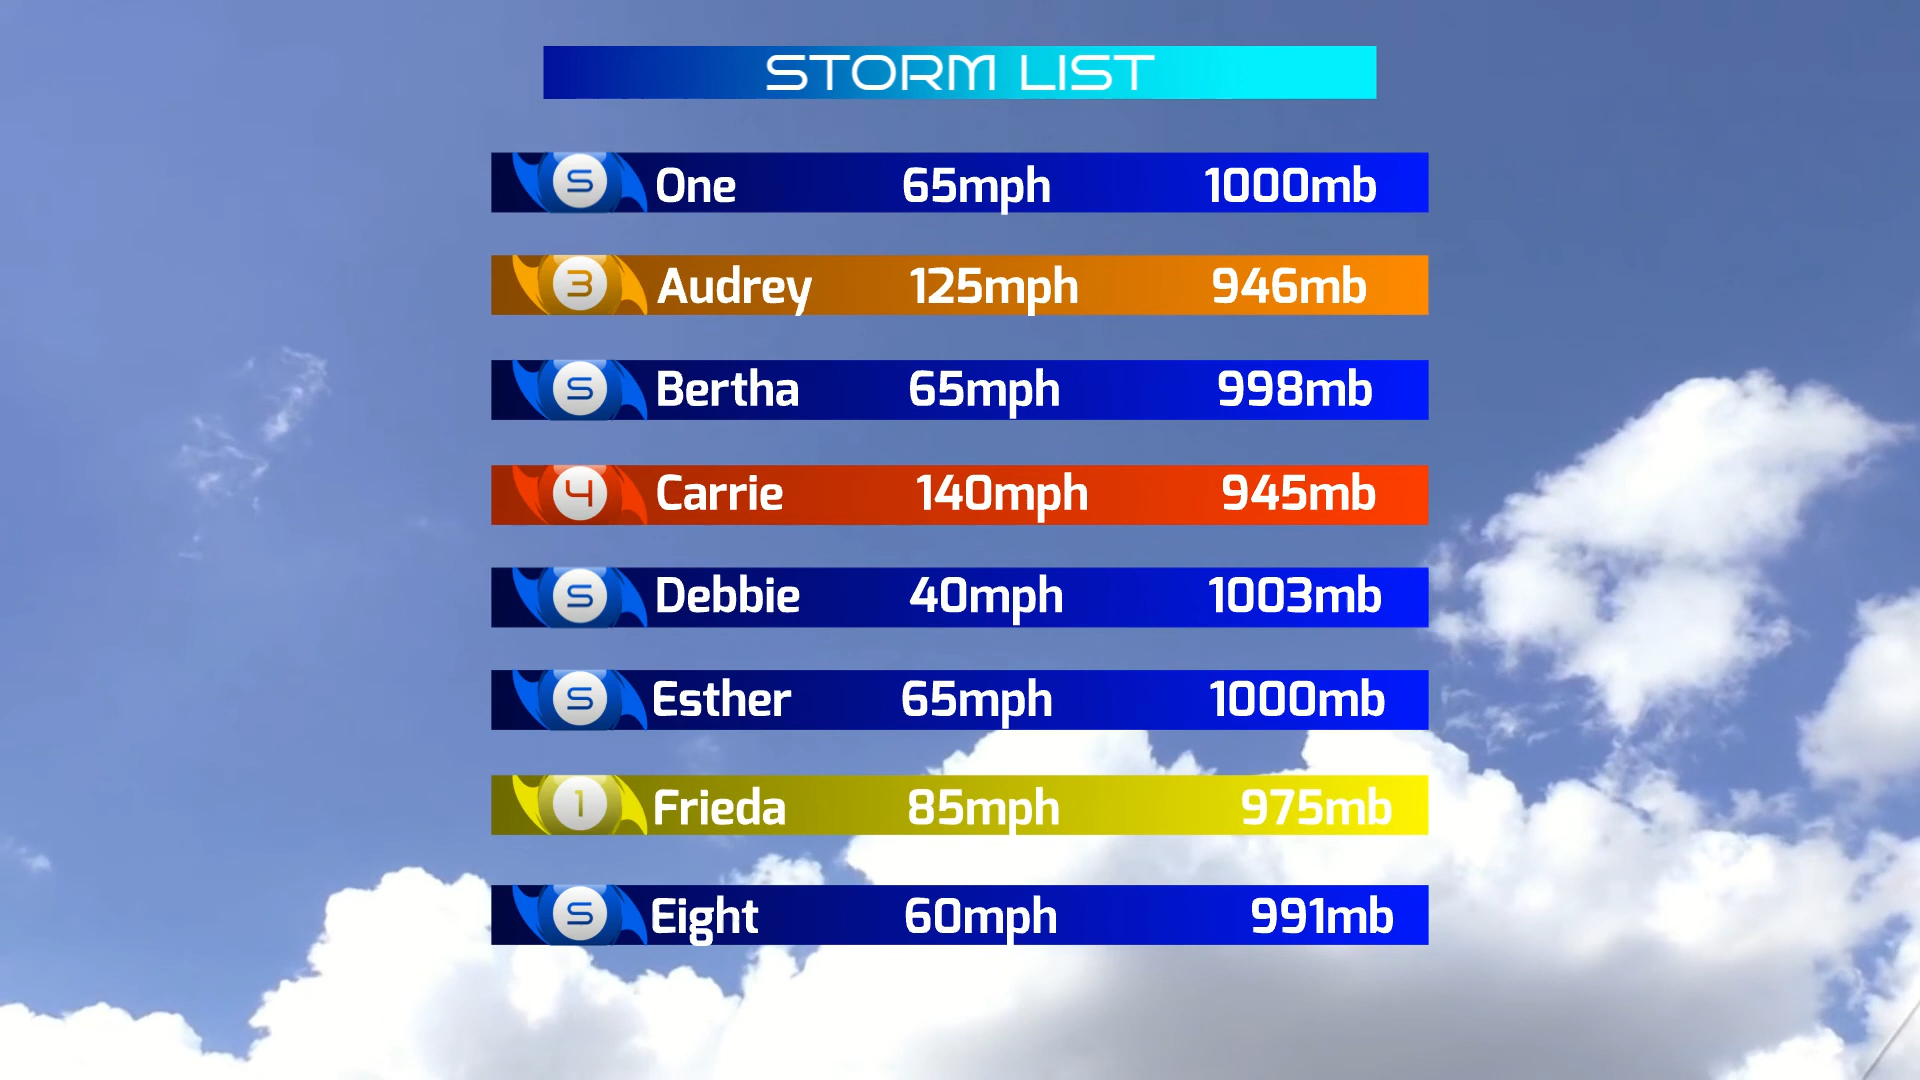 STORM LIST
S One 65mph 1000mb
3 Audrey 125mph 946mb
S Bertha 65mph 998mb
4 Carrie 140mph 945mb
S Debbie 40mph 1003mb
S Esther 65mph 1000mb
1 Frieda 85mph 975mb
S Eight 60mph 991mb